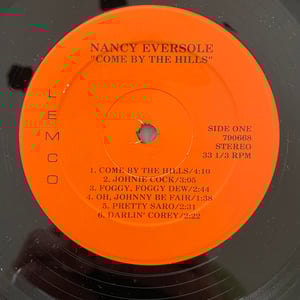 NANCY EVERSOLE
"COME BY THE HILLS"
LEMCO
SIDE ONE
790668
STEREO
33 1/3 RPM
1. COME BY THE HILLS/4:10
2. JOHNIE COCK/3:05
3. FOGGY, FOGGY DEW/2:44
4. OH, JOHNNY BE FAIR/1:38
5. PRETTY SARO/2:31
6. DARLIN' COREY/2:22